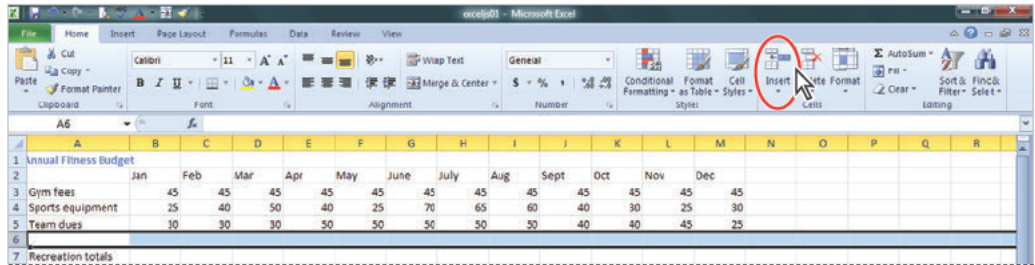 exceljs01 - Microsoft Excel
File Home Insert Page Layout Formulas Data Review View
Cut
Copy
Format Painter
Paste
Clipboard
Calibri 11 A A
B I U A
Font
Wrap Text
Merge & Center
Alignment
General
$ % ,
Number
Conditional Formatting
Format as Table
Cell Styles
Styles
Insert
Format
Cells
AutoSum
Fill
Clear
Sort & Filter
Find & Select
Editing
A6 fx
A B C D E F G H I J K L M N O P Q R
1 Annual Fitness Budget
2 Jan Feb Mar Apr May June July Aug Sept Oct Nov Dec
3 Gym fees 45 45 45 45 45 45 45 45 45 45 45 45
4 Sports equipment 25 40 50 40 25 70 65 60 40 30 25 30
5 Team dues 30 30 30 50 50 50 50 50 40 40 45 25
6
7 Recreation totals